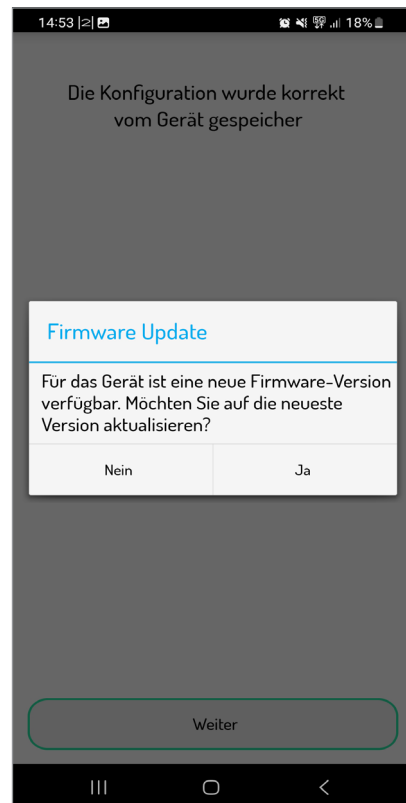 14:53
18%
Die Konfiguration wurde korrekt
vom Gerät gespeicher
Firmware Update
Für das Gerät ist eine neue Firmware-Version
verfügbar. Möchten Sie auf die neueste
Version aktualisieren?
Nein
Ja
Weiter